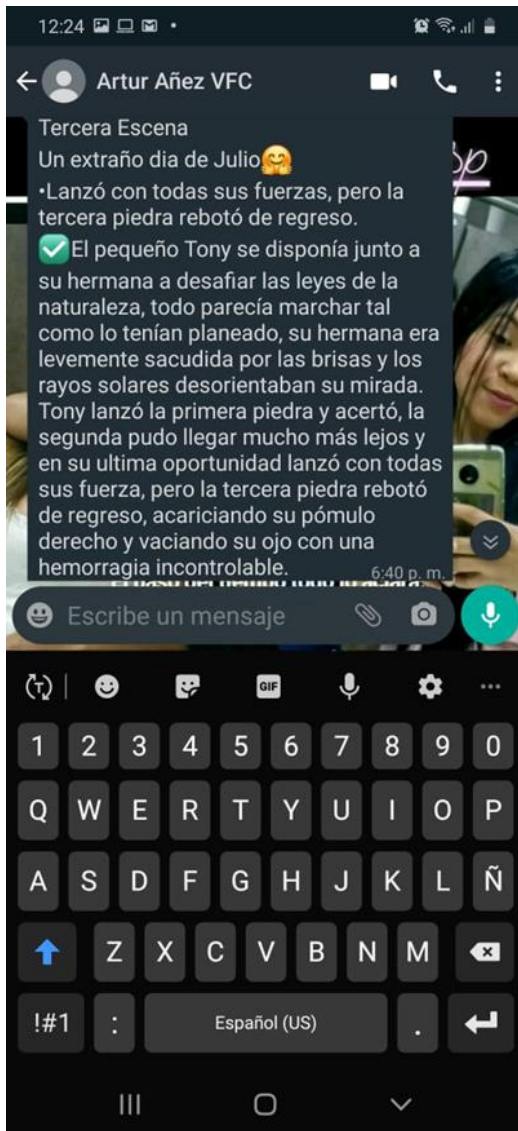 12:24
Artur Añez VFC
Tercera Escena
Un extraño dia de Julio🤗
•Lanzó con todas sus fuerzas, pero la
tercera piedra rebotó de regreso.
✅El pequeño Tony se disponía junto a
su hermana a desafiar las leyes de la
naturaleza, todo parecía marchar tal
como lo tenían planeado, su hermana era
levemente sacudida por las brisas y los
rayos solares desorientaban su mirada.
Tony lanzó la primera piedra y acertó, la
segunda pudo llegar mucho más lejos y
en su ultima oportunidad lanzó con todas
sus fuerza, pero la tercera piedra rebotó
de regreso, acariciando su pómulo
derecho y vaciando su ojo con una
hemorragia incontrolable.
6:40 p. m.
Escribe un mensaje
GIF
1 2 3 4 5 6 7 8 9 0
Q W E R T Y U I O P
A S D F G H J K L Ñ
Z X C V B N M
!#1 : Español (US) .